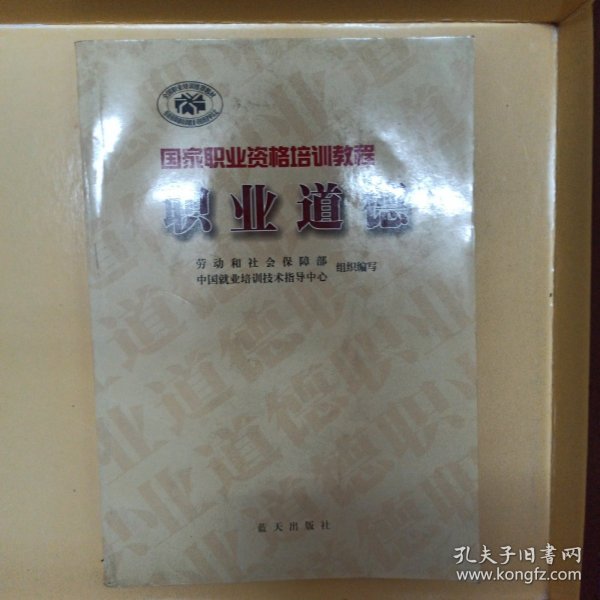 国家职业资格培训教程
职业道德
劳动和社会保障部
中国就业培训技术指导中心
组织编写
蓝天出版社
孔夫子旧书网
www.kongfz.com